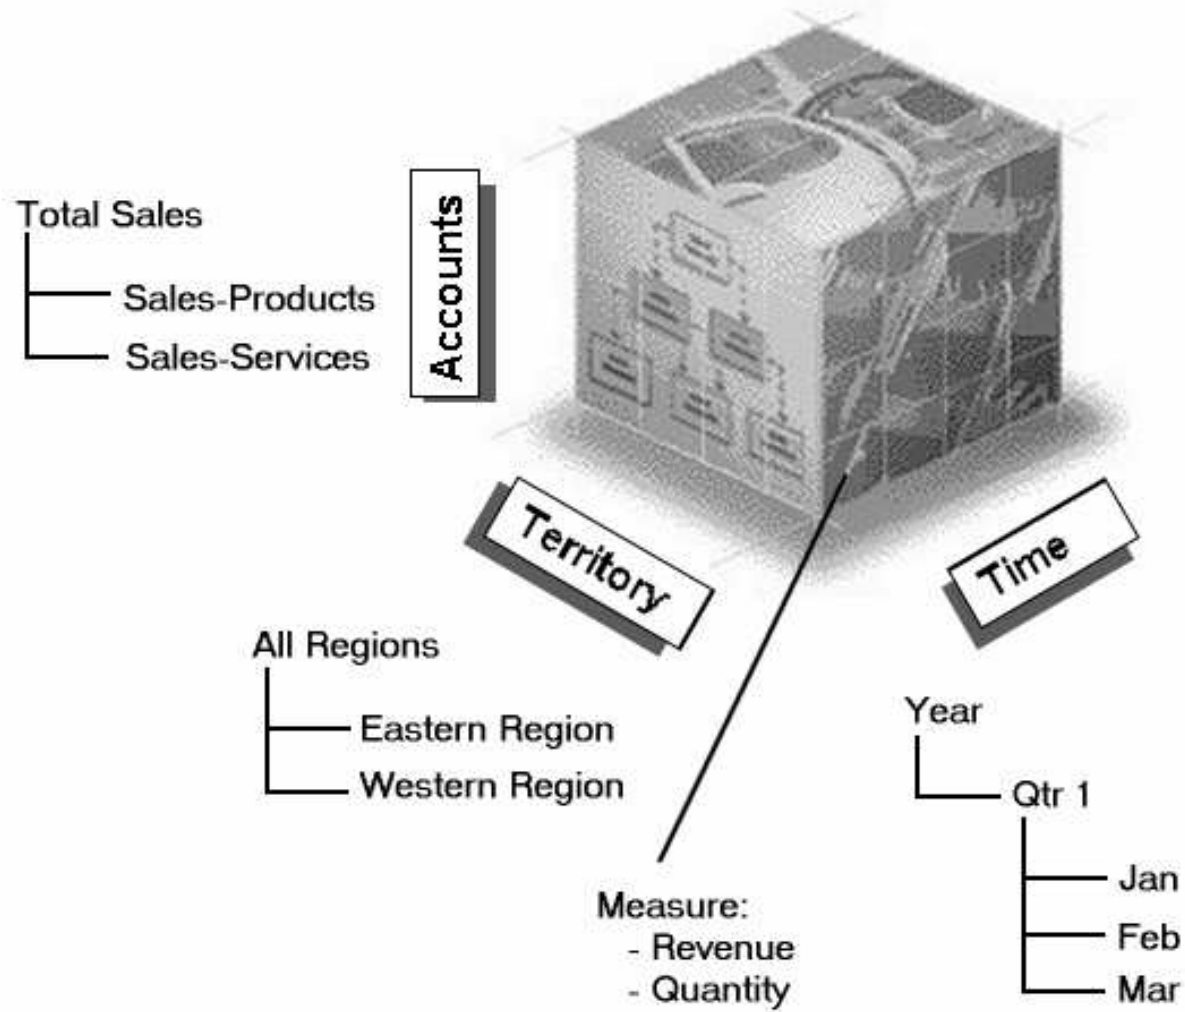 Total Sales
Sales-Products
Sales-Services
Accounts
Territory
Time
All Regions
Eastern Region
Western Region
Year
Qtr 1
Jan
Feb
Mar
Measure:
- Revenue
- Quantity